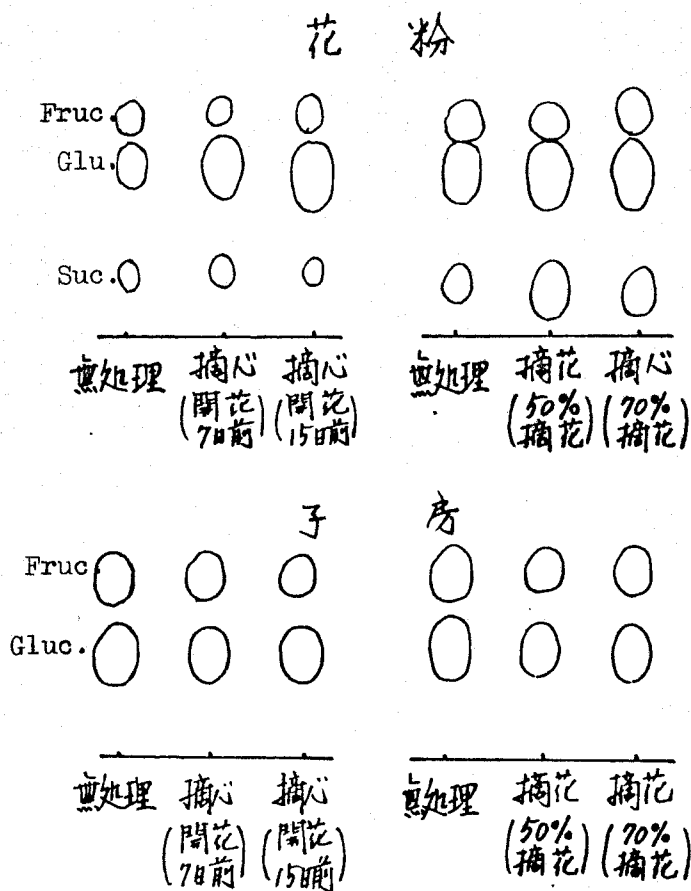 花粉
Fruc.
Glu.
Suc.
無処理 摘心 摘心 無処理 摘花 摘心
(開花 (開花 (50% (70%
7日前) 15日前) 摘花) 摘花)
子房
Fruc
Gluc.
無処理 摘心 摘心 無処理 摘花 摘花
(開花 (開花 (50% (70%
7日前) 15日前) 摘花) 摘花)